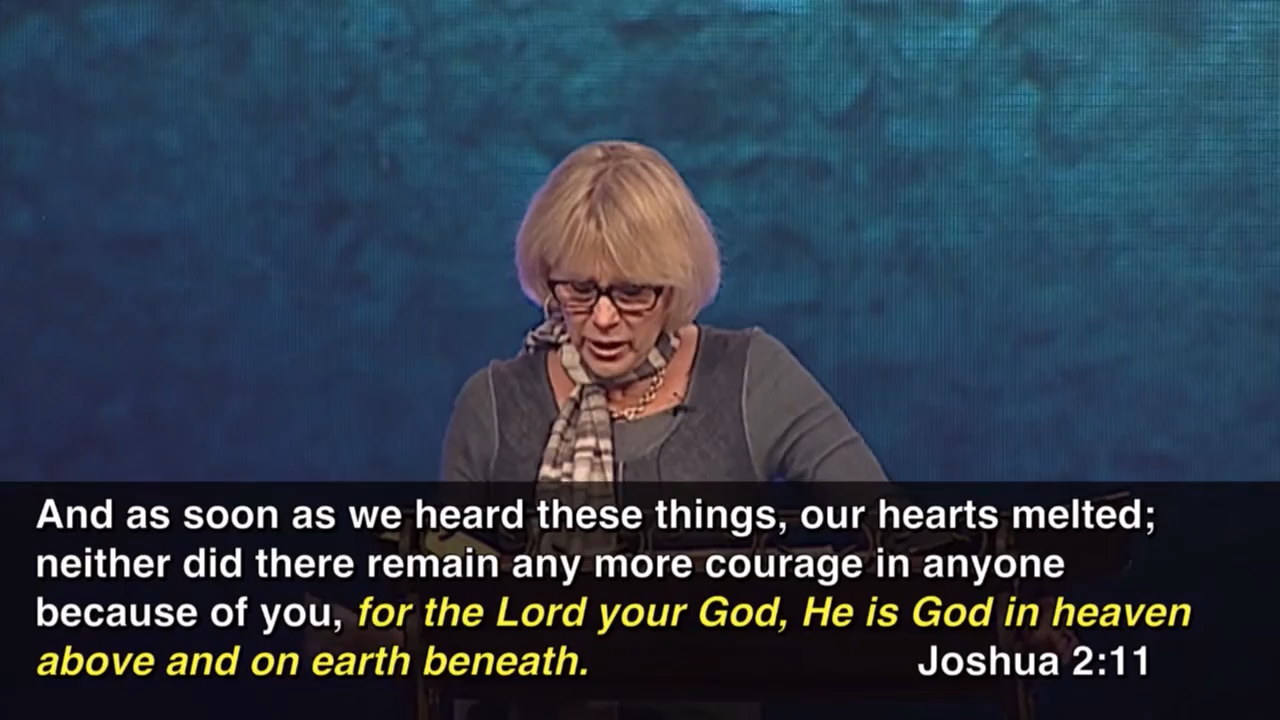 And as soon as we heard these things, our hearts melted;
neither did there remain any more courage in anyone
because of you, for the Lord your God, He is God in heaven
above and on earth beneath. Joshua 2:11